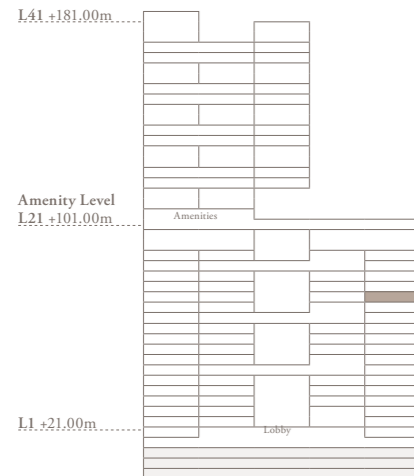 L41 +181.00m
Amenity Level
L21 +101.00m
Amenities
L1 +21.00m
Lobby